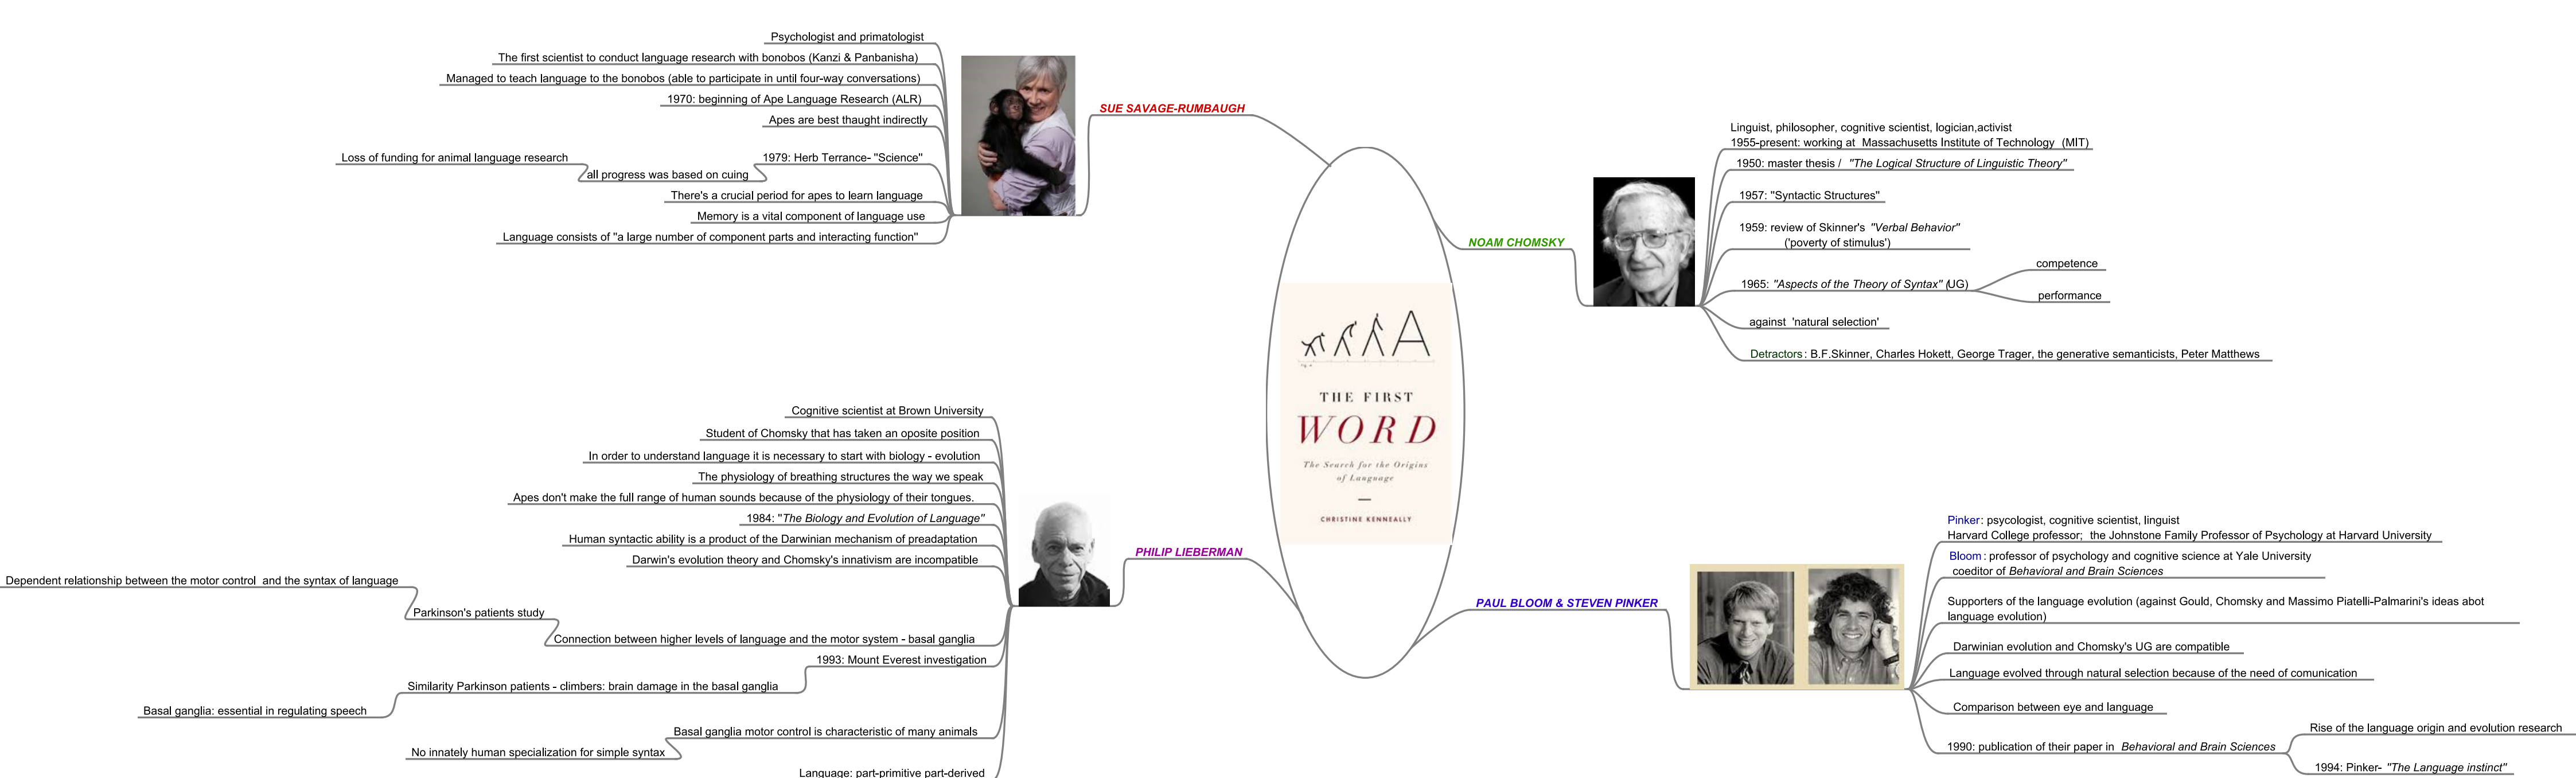 Psychologist and primatologist
The first scientist to conduct language research with bonobos (Kanzi & Panbanisha)
Managed to teach language to the bonobos (able to participate in until four-way conversations)
1970: beginning of Ape Language Research (ALR)
Apes are best thought indirectly
1979: Herb Terrance- "Science"
all progress was based on cuing
Loss of funding for animal language research
There's a crucial period for apes to learn language
Memory is a vital component of language use
Language consists of "a large number of component parts and interacting function"
SUE SAVAGE-RUMBAUGH
NOAM CHOMSKY
Linguist, philosopher, cognitive scientist, logician,activist
1955-present: working at Massachusetts Institute of Technology (MIT)
1950: master thesis / "The Logical Structure of Linguistic Theory"
1957: "Syntactic Structures"
1959: review of Skinner's "Verbal Behavior"
('poverty of stimulus')
1965: "Aspects of the Theory of Syntax" (UG)
competence
performance
against 'natural selection'
Detractors: B.F.Skinner, Charles Hokett, George Trager, the generative semanticists, Peter Matthews
THE FIRST
WORD
The Search for the Origins
of Language
CHRISTINE KENNEALLY
Cognitive scientist at Brown University
Student of Chomsky that has taken an oposite position
In order to understand language it is necessary to start with biology - evolution
The physiology of breathing structures the way we speak
Apes don't make the full range of human sounds because of the physiology of their tongues.
1984: "The Biology and Evolution of Language"
Human syntactic ability is a product of the Darwinian mechanism of preadaptation
Darwin's evolution theory and Chomsky's innativism are incompatible
Connection between higher levels of language and the motor system - basal ganglia
Parkinson's patients study
Dependent relationship between the motor control and the syntax of language
1993: Mount Everest investigation
Similarity Parkinson patients - climbers: brain damage in the basal ganglia
Basal ganglia: essential in regulating speech
Basal ganglia motor control is characteristic of many animals
No innately human specialization for simple syntax
Language: part-primitive part-derived
PHILIP LIEBERMAN
PAUL BLOOM & STEVEN PINKER
Pinker: psycologist, cognitive scientist, linguist
Harvard College professor; the Johnstone Family Professor of Psychology at Harvard University
Bloom: professor of psychology and cognitive science at Yale University
coeditor of Behavioral and Brain Sciences
Supporters of the language evolution (against Gould, Chomsky and Massimo Piatelli-Palmarini's ideas abot
language evolution)
Darwinian evolution and Chomsky's UG are compatible
Language evolved through natural selection because of the need of comunication
Comparison between eye and language
1990: publication of their paper in Behavioral and Brain Sciences
Rise of the language origin and evolution research
1994: Pinker- "The Language instinct"